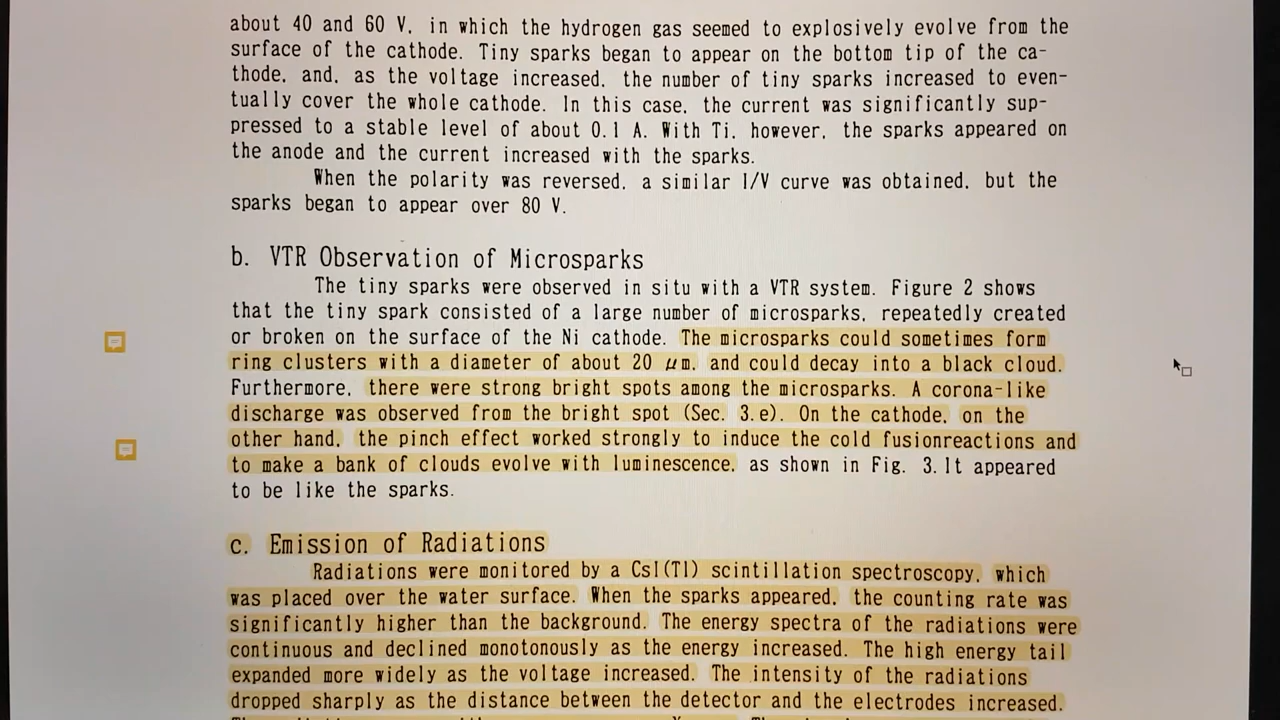 about 40 and 60 V, in which the hydrogen gas seemed to explosively evolve from the
surface of the cathode. Tiny sparks began to appear on the bottom tip of the ca-
thode, and, as the voltage increased, the number of tiny sparks increased to even-
tually cover the whole cathode. In this case, the current was significantly sup-
pressed to a stable level of about 0.1 A. With Ti, however, the sparks appeared on
the anode and the current increased with the sparks.
When the polarity was reversed, a similar I/V curve was obtained, but the
sparks began to appear over 80 V.
b. VTR Observation of Microsparks
The tiny sparks were observed in situ with a VTR system. Figure 2 shows
that the tiny spark consisted of a large number of microsparks, repeatedly created
or broken on the surface of the Ni cathode. The microsparks could sometimes form
ring clusters with a diameter of about 20 μm, and could decay into a black cloud.
Furthermore, there were strong bright spots among the microsparks. A corona-like
discharge was observed from the bright spot (Sec. 3.e). On the cathode, on the
other hand, the pinch effect worked strongly to induce the cold fusionreactions and
to make a bank of clouds evolve with luminescence, as shown in Fig. 3. It appeared
to be like the sparks.
c. Emission of Radiations
Radiations were monitored by a CsI(Tl) scintillation spectroscopy, which
was placed over the water surface. When the sparks appeared, the counting rate was
significantly higher than the background. The energy spectra of the radiations were
continuous and declined monotonously as the energy increased. The high energy tail
expanded more widely as the voltage increased. The intensity of the radiations
dropped sharply as the distance between the detector and the electrodes increased.